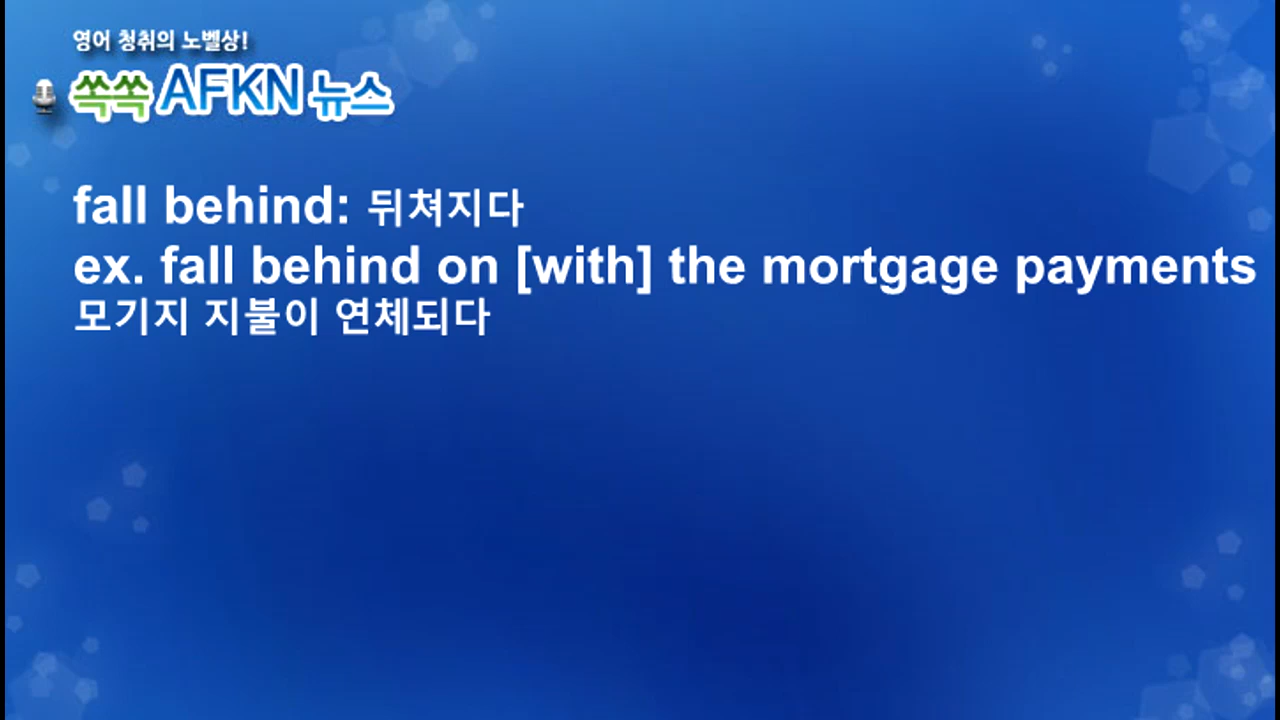 영어 청취의 노벨상!
쏙쏙 AFKN 뉴스
fall behind: 뒤쳐지다
ex. fall behind on [with] the mortgage payments
모기지 지불이 연체되다